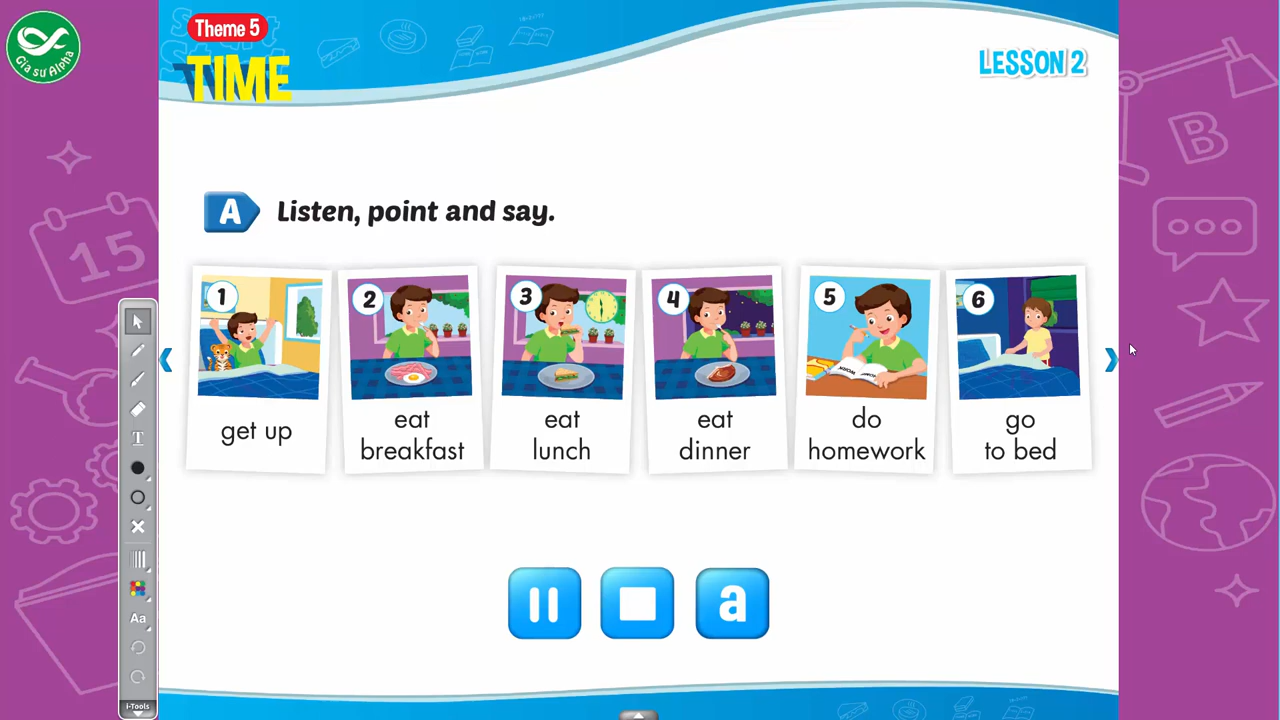 Gia sư Alpha
Theme 5
TIME
LESSON 2
A Listen, point and say.
1
2
3
4
5
6
get up
eat
breakfast
eat
lunch
eat
dinner
do
homework
go
to bed
a
15
B
T
Aa
i-Tools